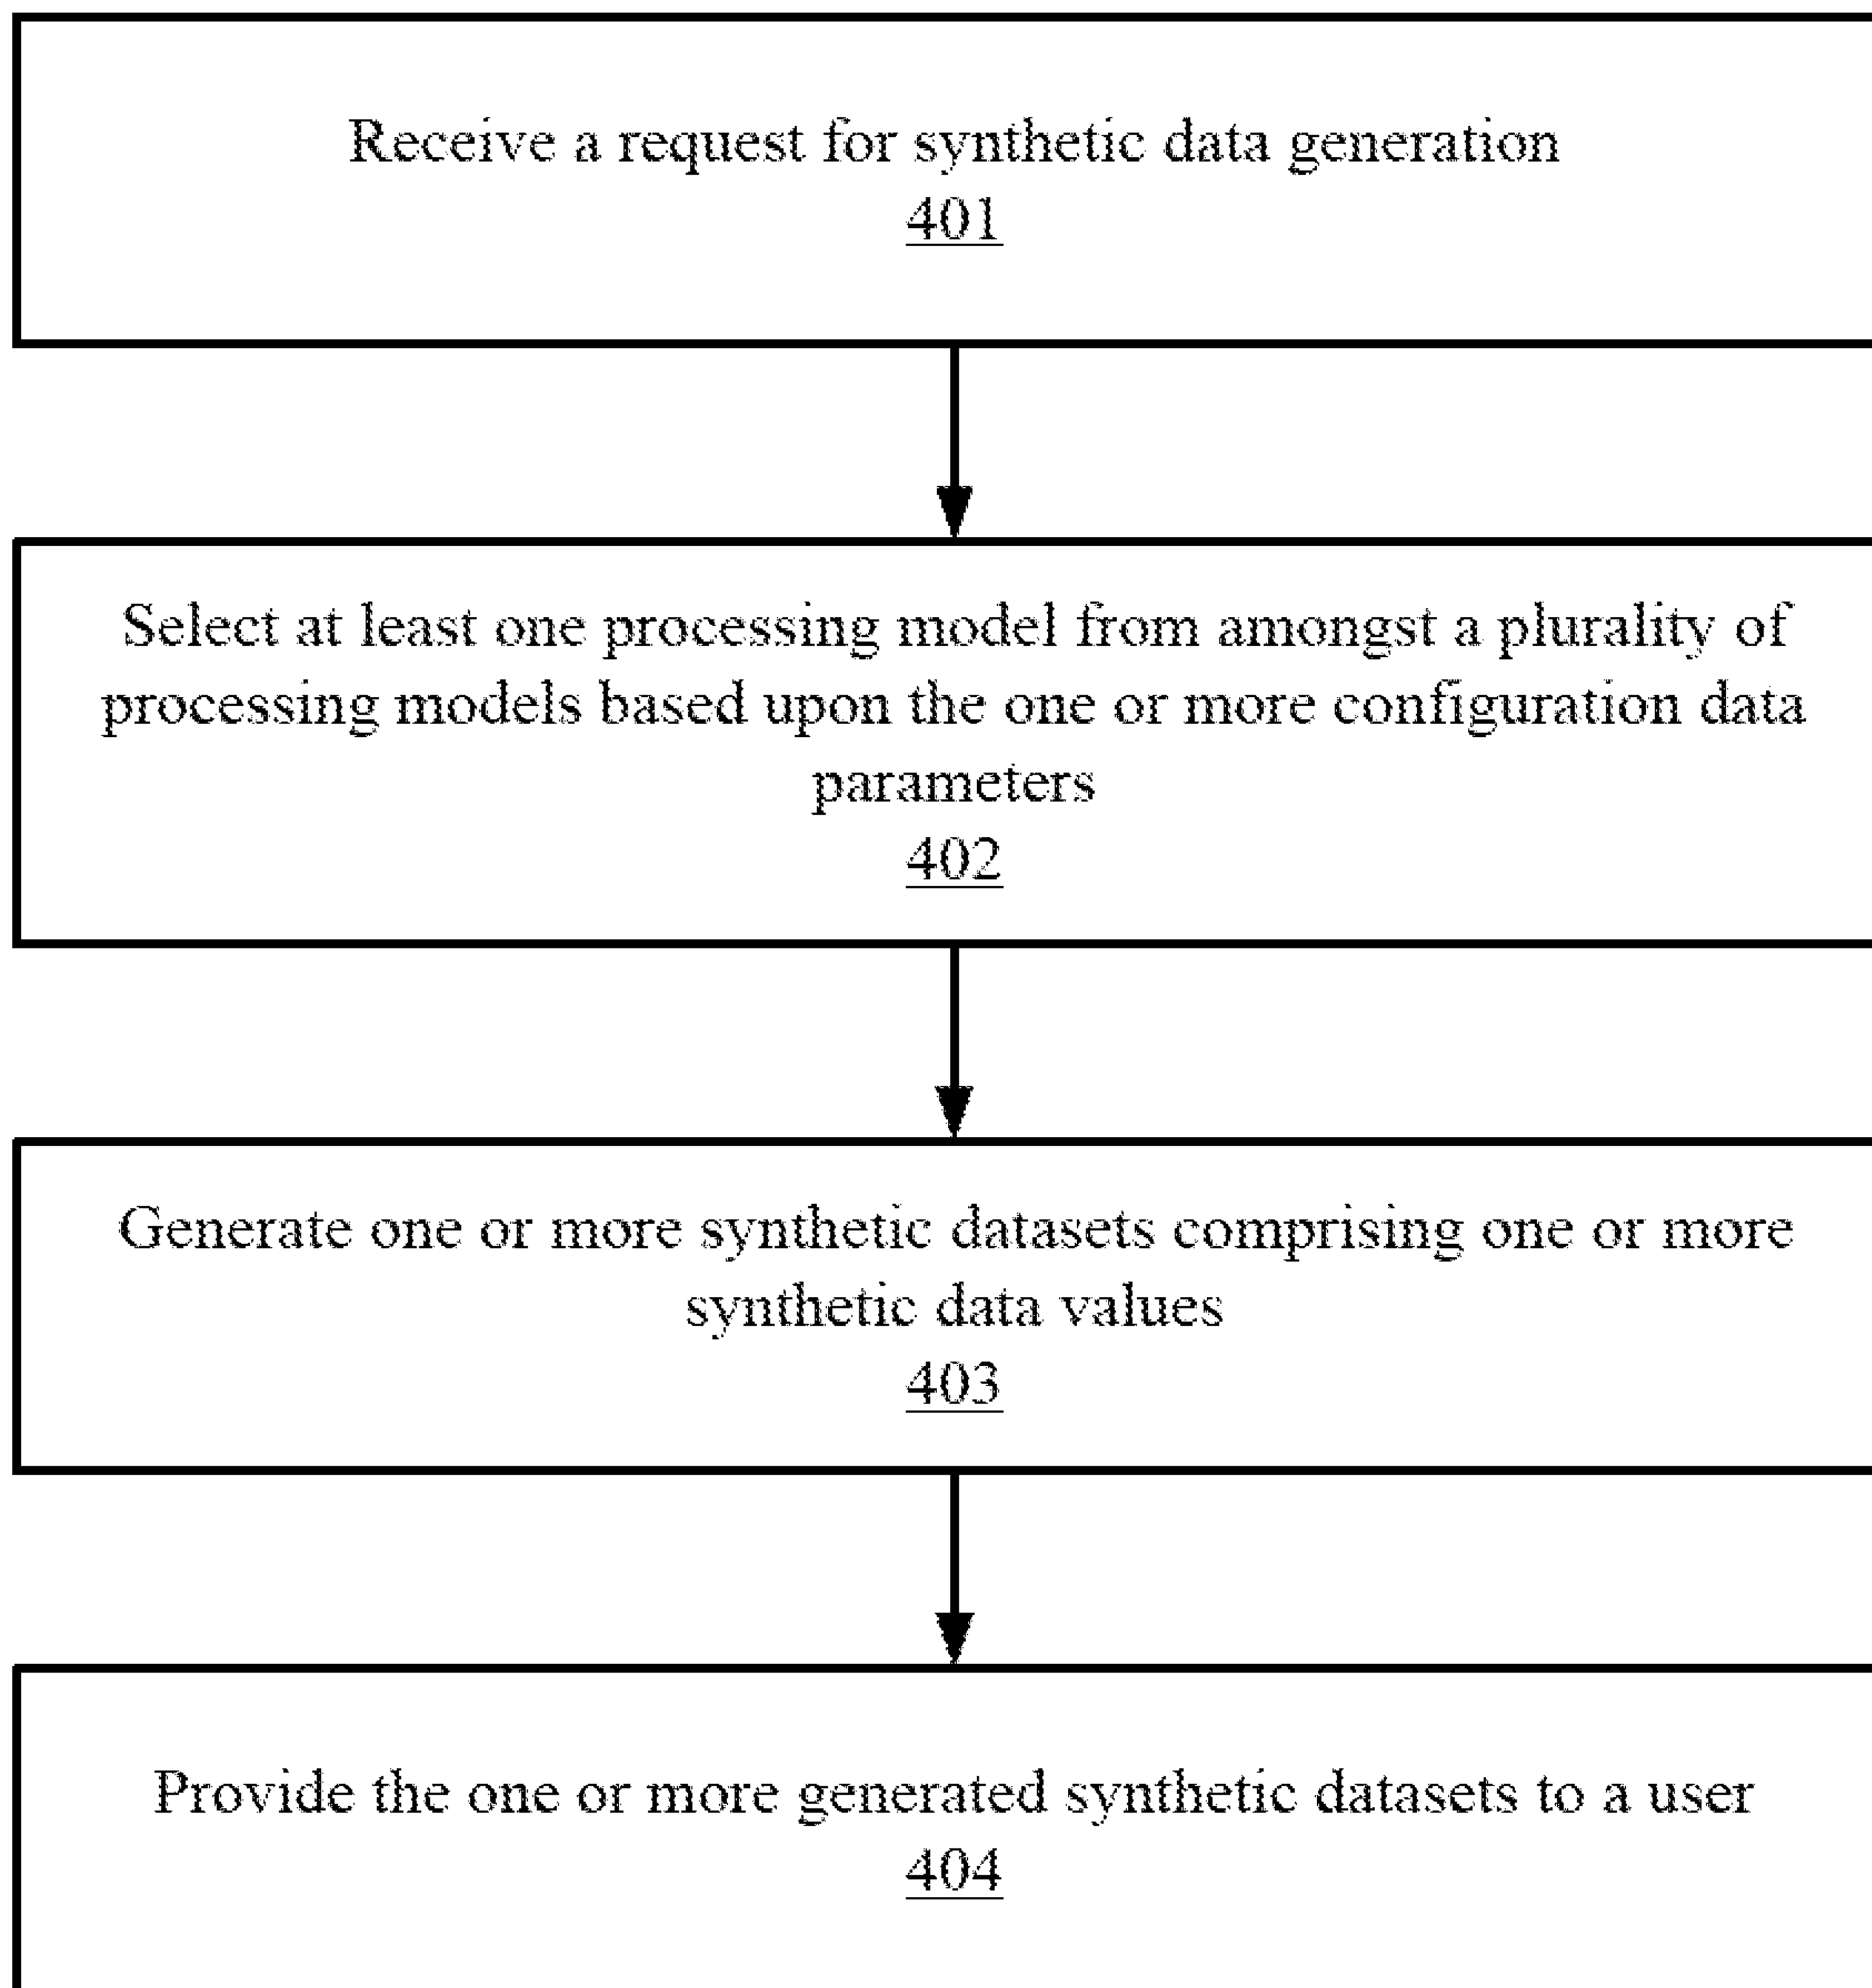 Receive a request for synthetic data generation
401
Select at least one processing model from amongst a plurality of
processing models based upon the one or more configuration data
parameters
402
Generate one or more synthetic datasets comprising one or more
synthetic data values
403
Provide the one or more generated synthetic datasets to a user
404